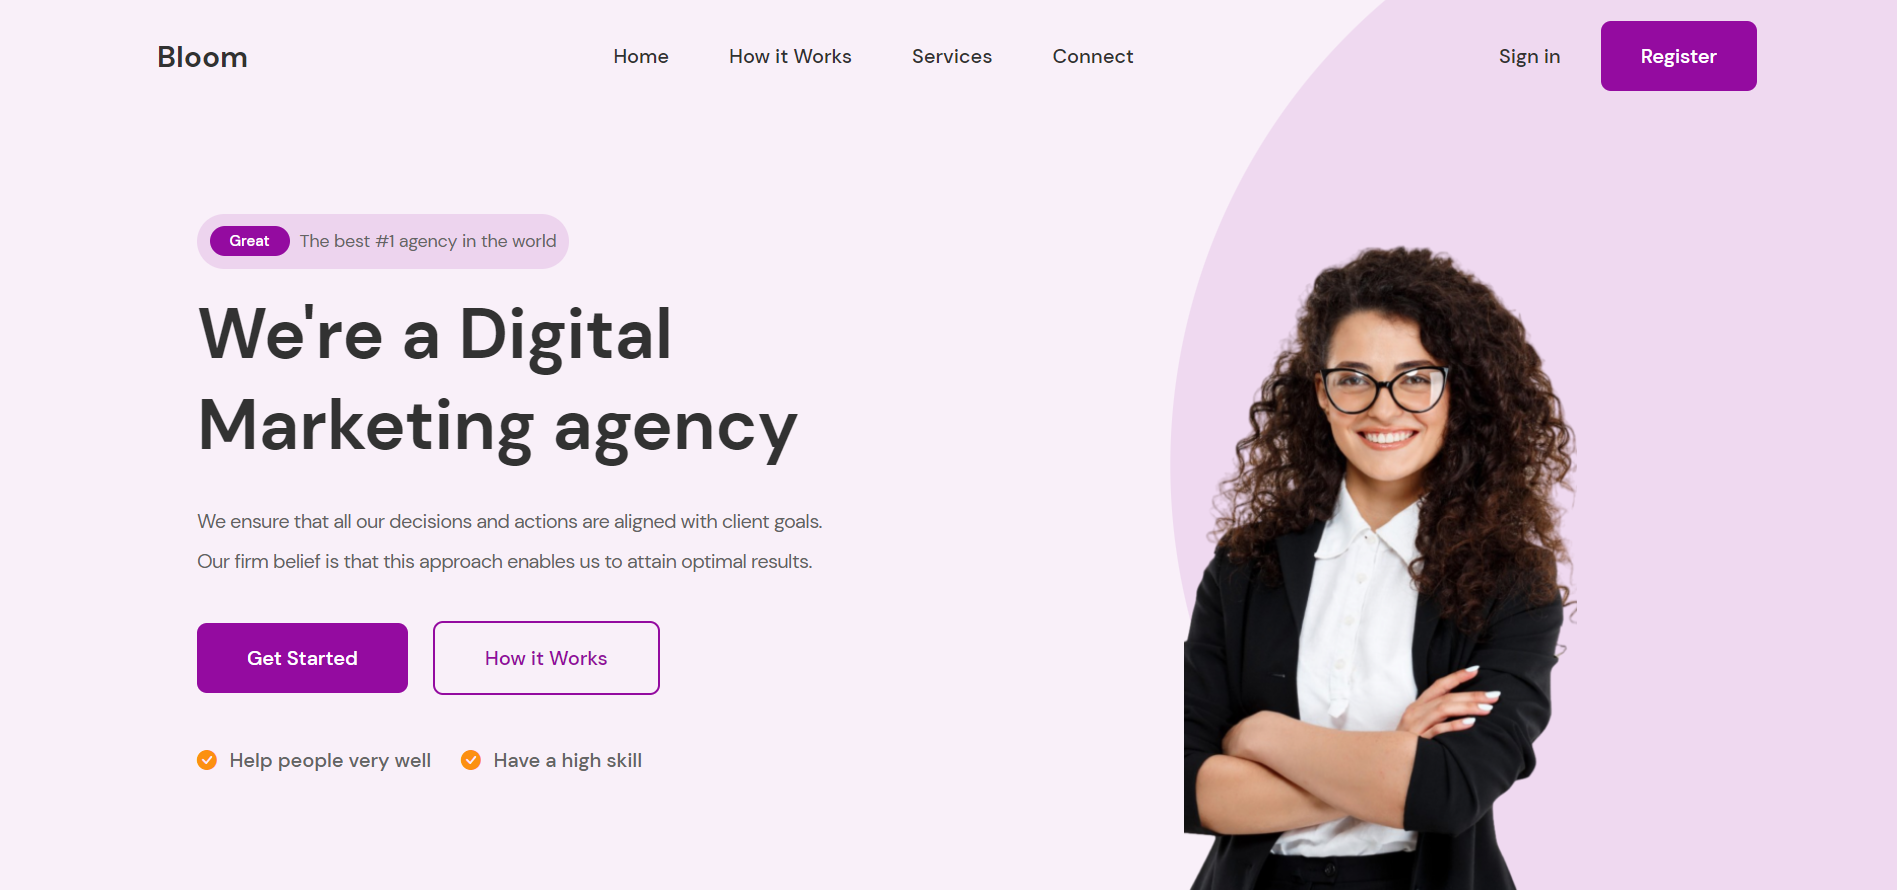 Bloom
Home How it Works Services Connect
Sign in Register
Great The best #1 agency in the world
We're a Digital
Marketing agency
We ensure that all our decisions and actions are aligned with client goals.
Our firm belief is that this approach enables us to attain optimal results.
Get Started How it Works
Help people very well Have a high skill